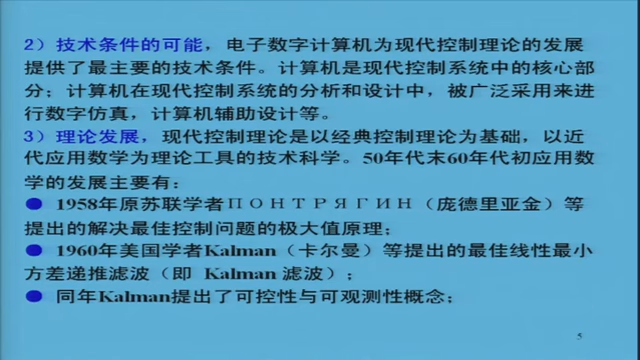 2）技术条件的可能，电子数字计算机为现代控制理论的发展
提供了最主要的技术条件。计算机是现代控制系统中的核心部
分；计算机在现代控制系统的分析和设计中，被广泛采用来进
行数字仿真，计算机辅助设计等。
3）理论发展，现代控制理论是以经典控制理论为基础，以近
代应用数学为理论工具的技术科学。50年代末60年代初应用数
学的发展主要有：
● 1958年原苏联学者ПОНТРЯГИН（庞德里亚金）等
提出的解决最佳控制问题的极大值原理；
● 1960年美国学者Kalman（卡尔曼）等提出的最佳线性最小
方差递推滤波（即 Kalman 滤波）；
● 同年Kalman提出了可控性与可观测性概念；
5